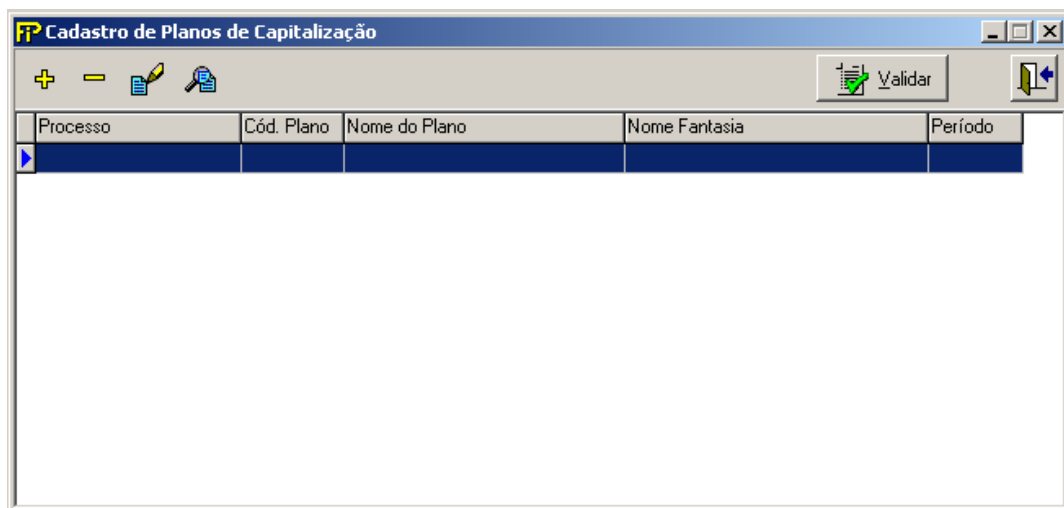 FIP Cadastro de Planos de Capitalização
Validar
Processo Cód. Plano Nome do Plano Nome Fantasia Período